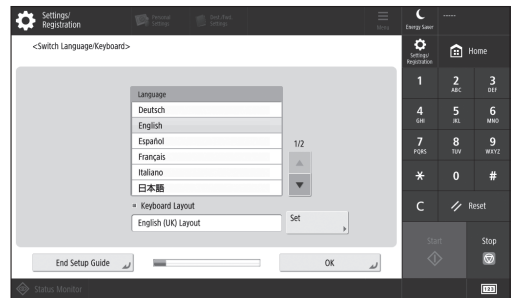 Settings/
Registration
Personal
Settings
Dest./Fwd.
Settings
Menu
Energy Saver
-----
<Switch Language/Keyboard>
Settings/
Registration
Home
Language
Deutsch
English
Español
Français
Italiano
日本語
1/2
Keyboard Layout
English (UK) Layout
Set
End Setup Guide
OK
Status Monitor
1
2
ABC
3
DEF
4
GHI
5
JKL
6
MNO
7
PQRS
8
TUV
9
WXYZ
*
0
#
C
Reset
Start
Stop
123